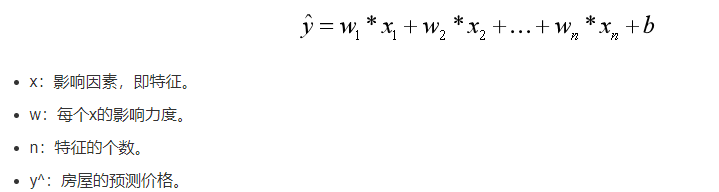 ŷ = w₁ * x₁ + w₂ * x₂ + … + wₙ * xₙ + b
• x：影响因素，即特征。
• w：每个x的影响力度。
• n：特征的个数。
• y^：房屋的预测价格。